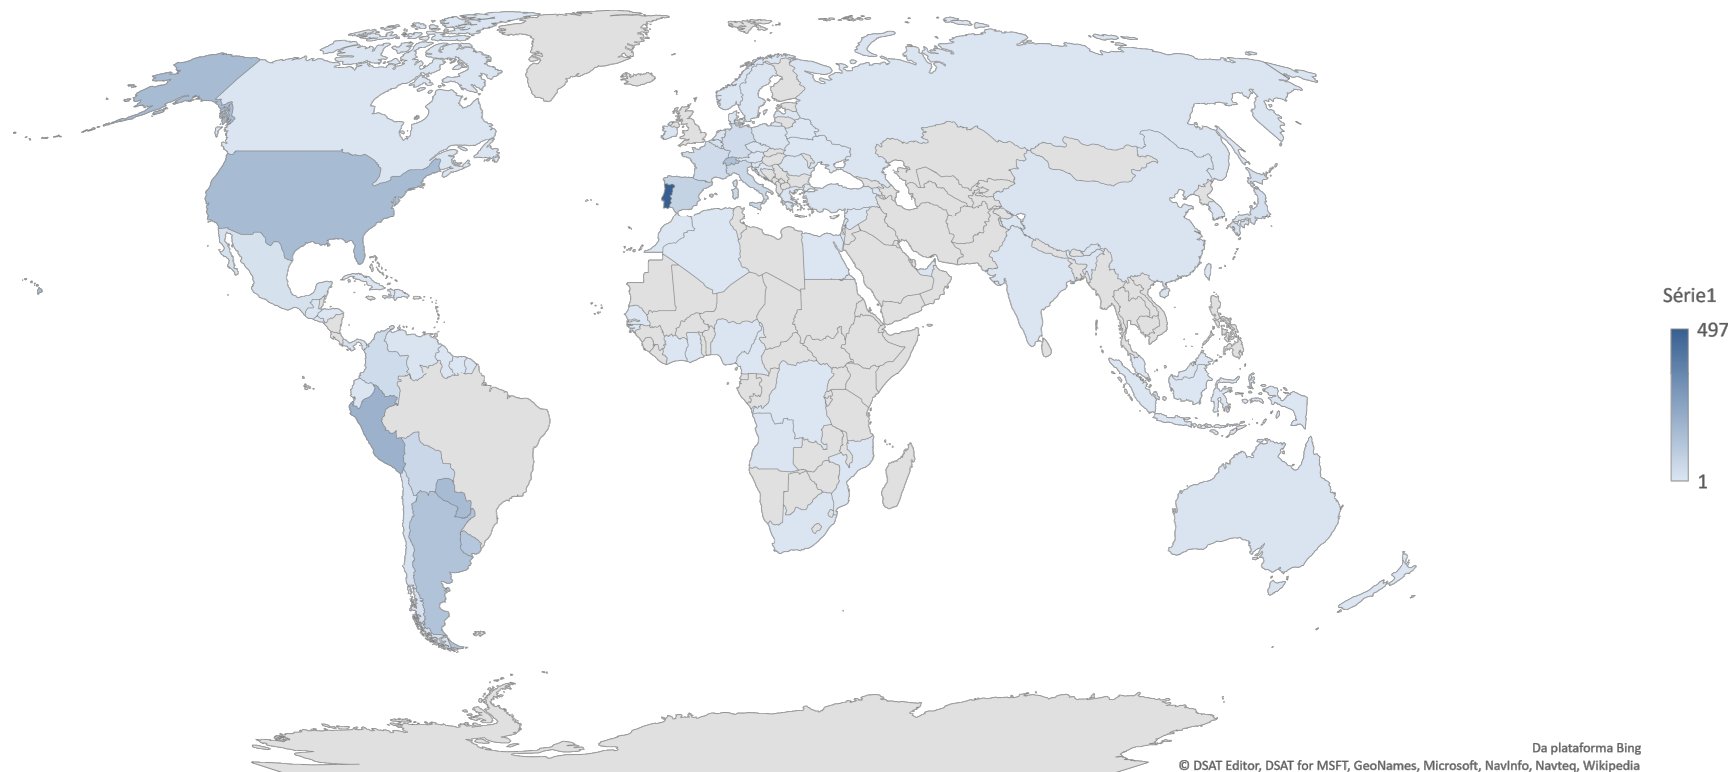 Série1
497
1
Da plataforma Bing
© DSAT Editor, DSAT for MSFT, GeoNames, Microsoft, NavInfo, Navteq, Wikipedia